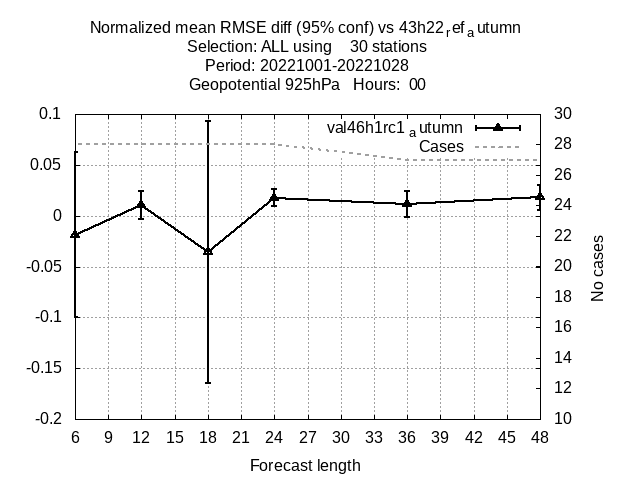 Normalized mean RMSE diff (95% conf) vs 43h22_ref_autumn
Selection: ALL using 30 stations
Period: 20221001-20221028
Geopotential 925hPa Hours: 00
val46h1rc1_autumn
Cases
0.1
0.05
0
-0.05
-0.1
-0.15
-0.2
30
28
26
24
22
20
18
16
14
12
10
No cases
6 9 12 15 18 21 24 27 30 33 36 39 42 45 48
Forecast length